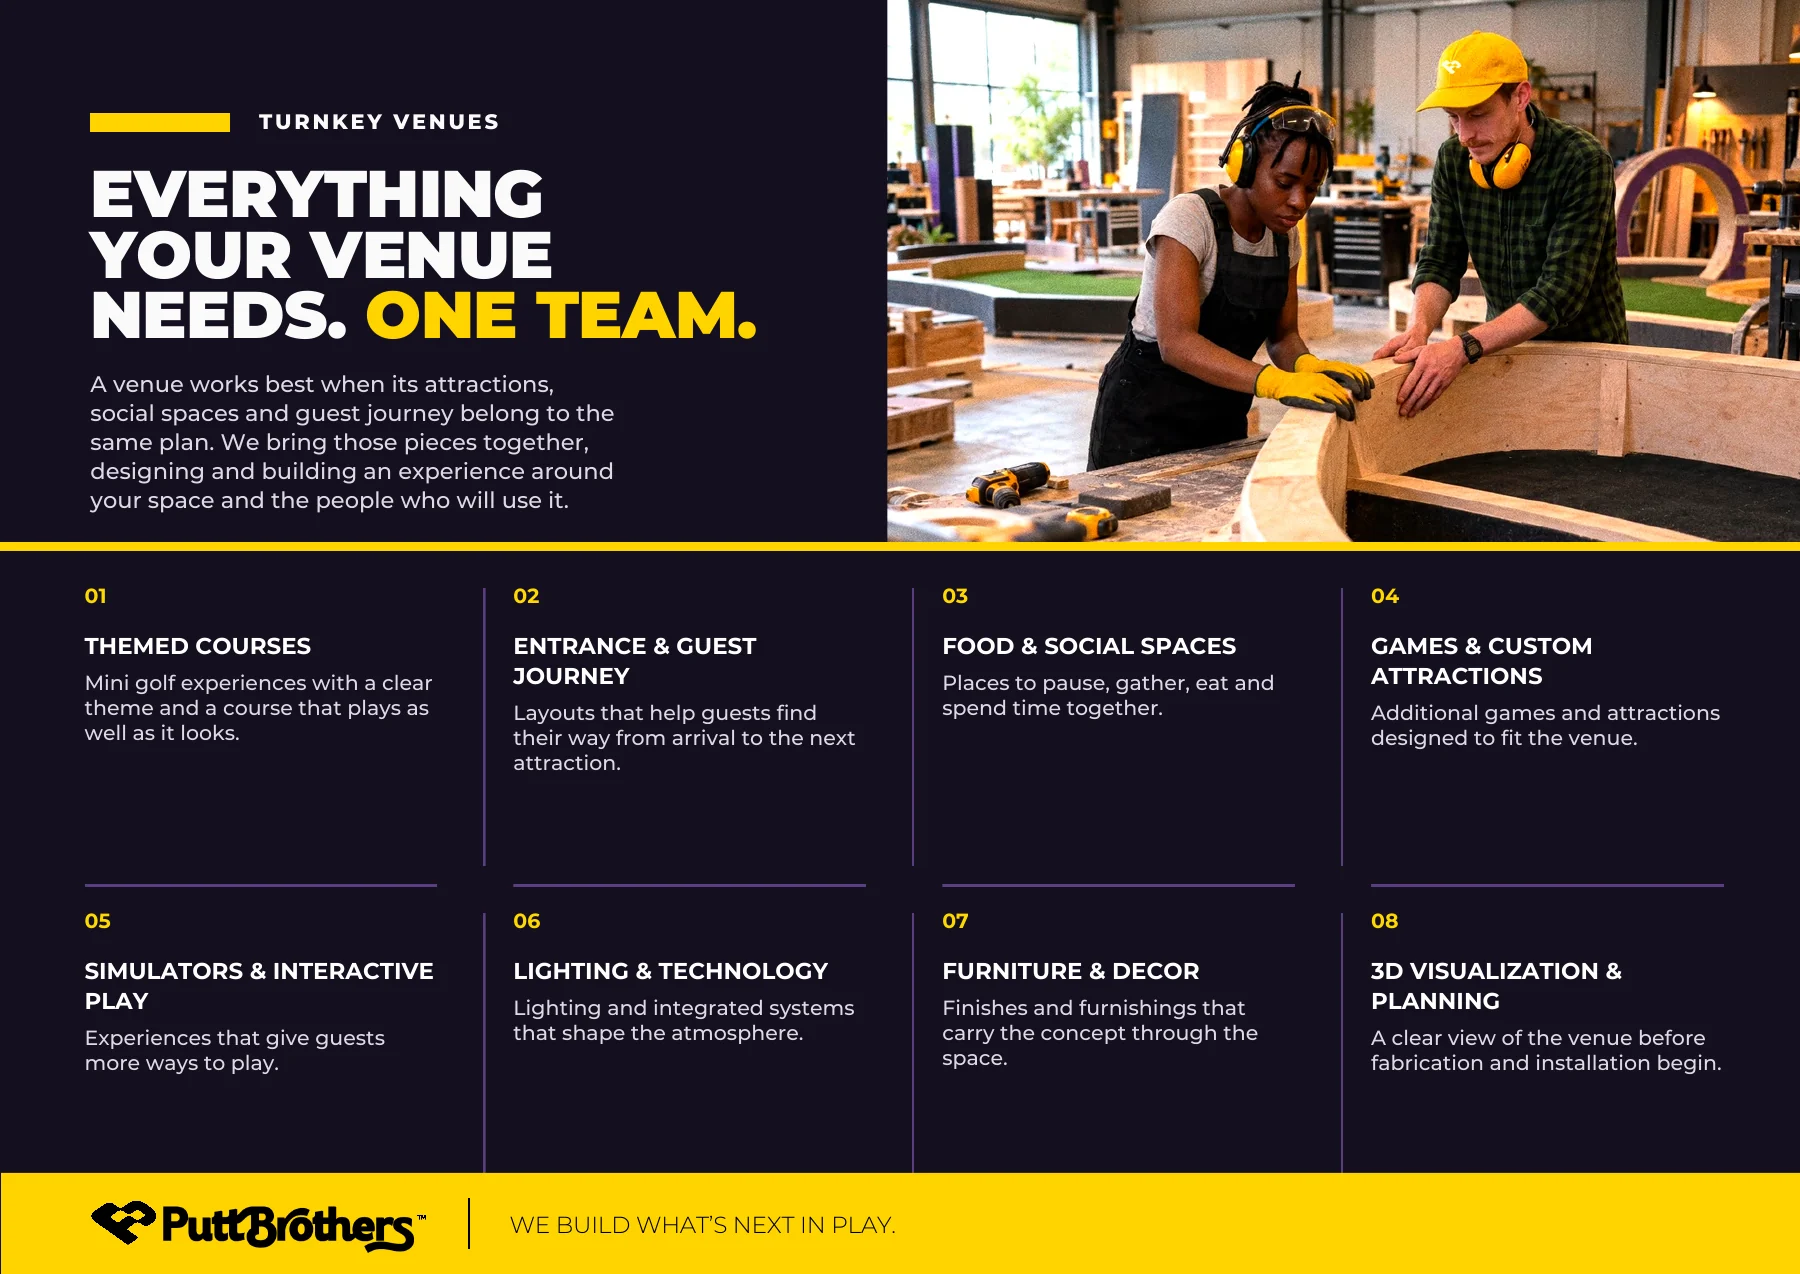 TURNKEY VENUES
EVERYTHING
YOUR VENUE
NEEDS. ONE TEAM.
A venue works best when its attractions,
social spaces and guest journey belong to the
same plan. We bring those pieces together,
designing and building an experience around
your space and the people who will use it.
01
THEMED COURSES
Mini golf experiences with a clear
theme and a course that plays as
well as it looks.
02
ENTRANCE & GUEST
JOURNEY
Layouts that help guests find
their way from arrival to the next
attraction.
03
FOOD & SOCIAL SPACES
Places to pause, gather, eat and
spend time together.
04
GAMES & CUSTOM
ATTRACTIONS
Additional games and attractions
designed to fit the venue.
05
SIMULATORS & INTERACTIVE
PLAY
Experiences that give guests
more ways to play.
06
LIGHTING & TECHNOLOGY
Lighting and integrated systems
that shape the atmosphere.
07
FURNITURE & DECOR
Finishes and furnishings that
carry the concept through the
space.
08
3D VISUALIZATION &
PLANNING
A clear view of the venue before
fabrication and installation begin.
PuttBrothers™
WE BUILD WHAT’S NEXT IN PLAY.